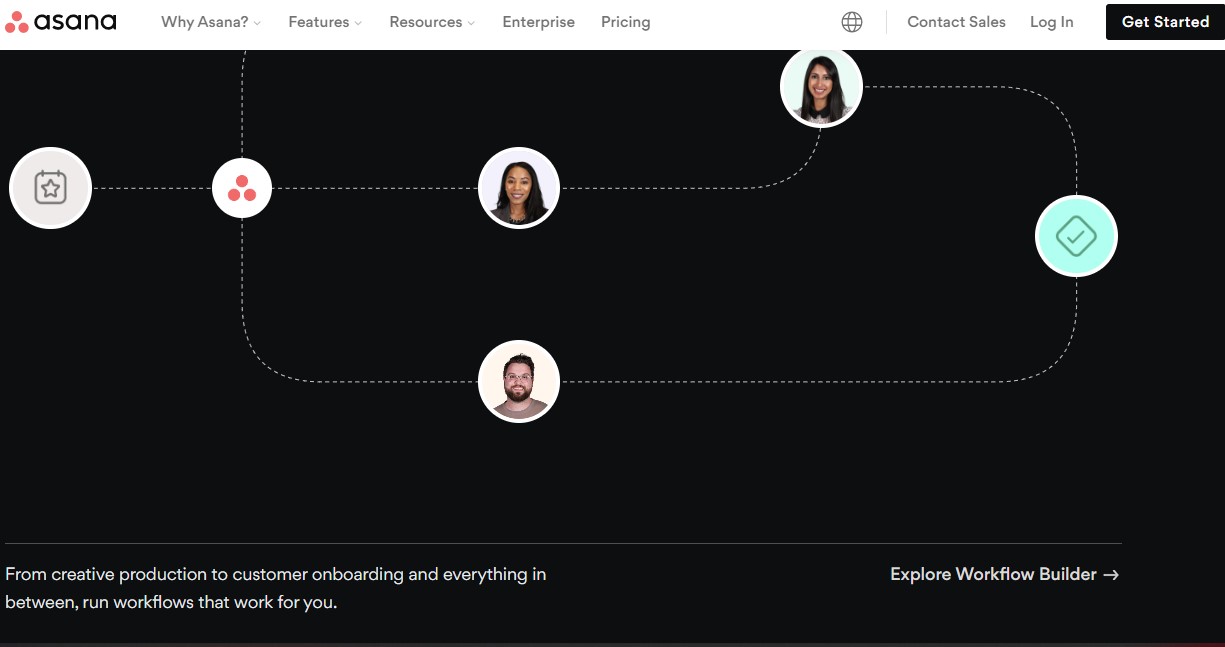 asana Why Asana? Features Resources Enterprise Pricing Contact Sales Log In Get Started
From creative production to customer onboarding and everything in
between, run workflows that work for you.
Explore Workflow Builder →